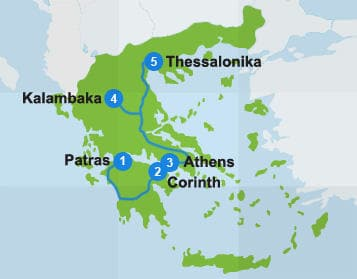 5 Thessalonika
Kalambaka 4
Patras 1
3 Athens
2 Corinth